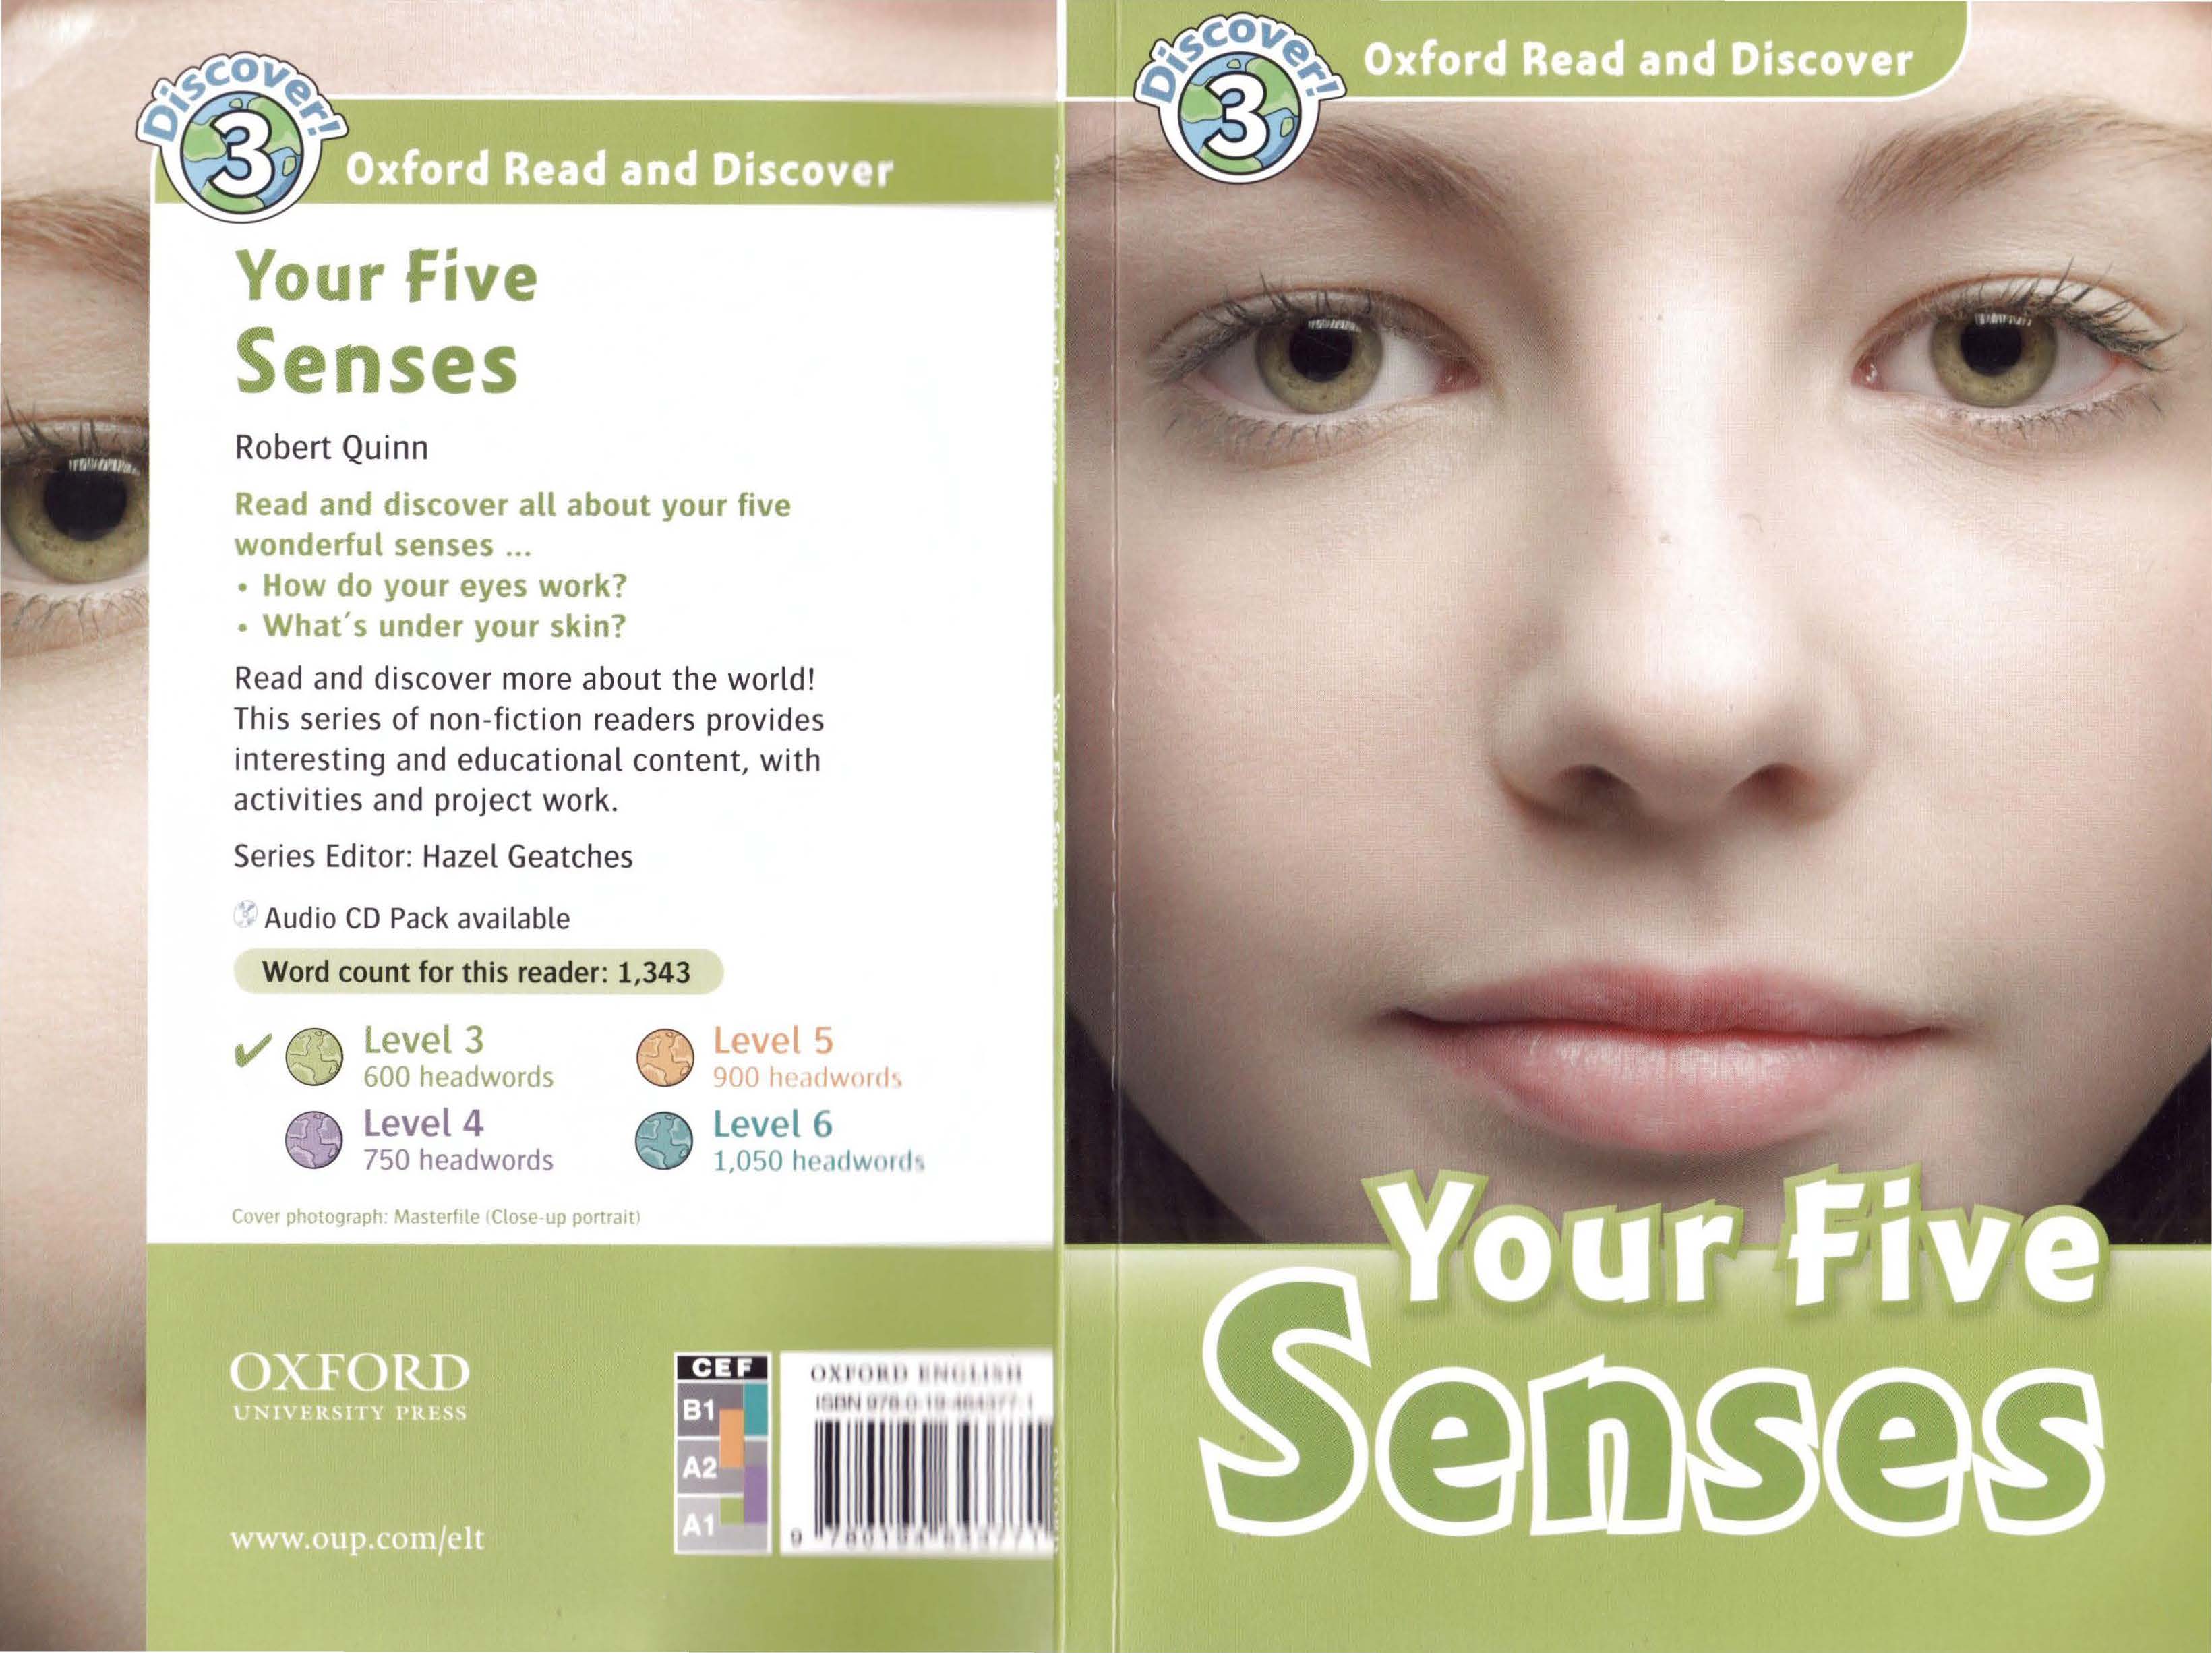 Discover!
3
Oxford Read and Discover
Your Five
Senses
Robert Quinn
Read and discover all about your five
wonderful senses ...
• How do your eyes work?
• What's under your skin?
Read and discover more about the world!
This series of non-fiction readers provides
interesting and educational content, with
activities and project work.
Series Editor: Hazel Geatches
Audio CD Pack available
Word count for this reader: 1,343
✔ Level 3
600 headwords
Level 4
750 headwords
Level 5
900 headwords
Level 6
1,050 headwords
Cover photograph: Masterfile (Close-up portrait)
OXFORD
UNIVERSITY PRESS
www.oup.com/elt
CEF
B1
A2
A1
OXFORD ENGLISH
ISBN
Your Five Senses
Discover!
3
Oxford Read and Discover
Your Five
Senses